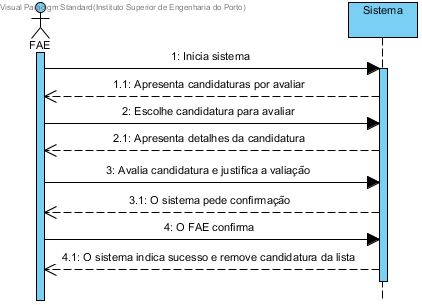 Visual Paradigm Standard(Instituto Superior de Engenharia do Porto)
Sistema
FAE
1: Inicia sistema
1.1: Apresenta candidaturas por avaliar
2: Escolhe candidatura para avaliar
2.1: Apresenta detalhes da candidatura
3: Avalia candidatura e justifica a valiação
3.1: O sistema pede confirmação
4: O FAE confirma
4.1: O sistema indica sucesso e remove candidatura da lista